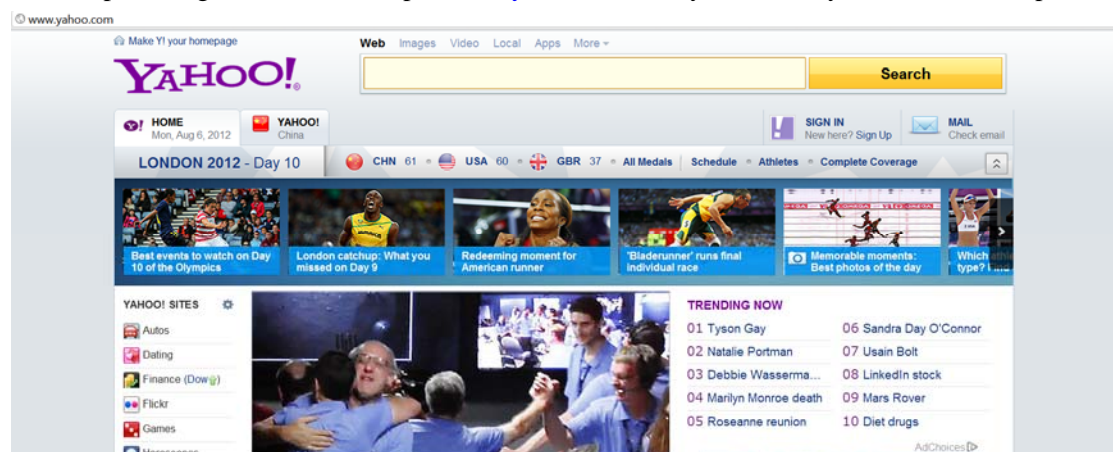 www.yahoo.com
Make Y! your homepage
Web Images Video Local Apps More
YAHOO!
Search
HOME
Mon, Aug 6, 2012
YAHOO!
China
SIGN IN
New here? Sign Up
MAIL
Check email
LONDON 2012 - Day 10
CHN 61 USA 60 GBR 37 All Medals Schedule Athletes Complete Coverage
Best events to watch on Day
10 of the Olympics
London catchup: What you
missed on Day 9
Redeeming moment for
American runner
'Bladerunner' runs final
individual race
Memorable moments:
Best photos of the day
Which
type?
YAHOO! SITES
Autos
Dating
Finance (Dow)
Flickr
Games
TRENDING NOW
01 Tyson Gay
02 Natalie Portman
03 Debbie Wasserma...
04 Marilyn Monroe death
05 Roseanne reunion
06 Sandra Day O'Connor
07 Usain Bolt
08 LinkedIn stock
09 Mars Rover
10 Diet drugs
AdChoices